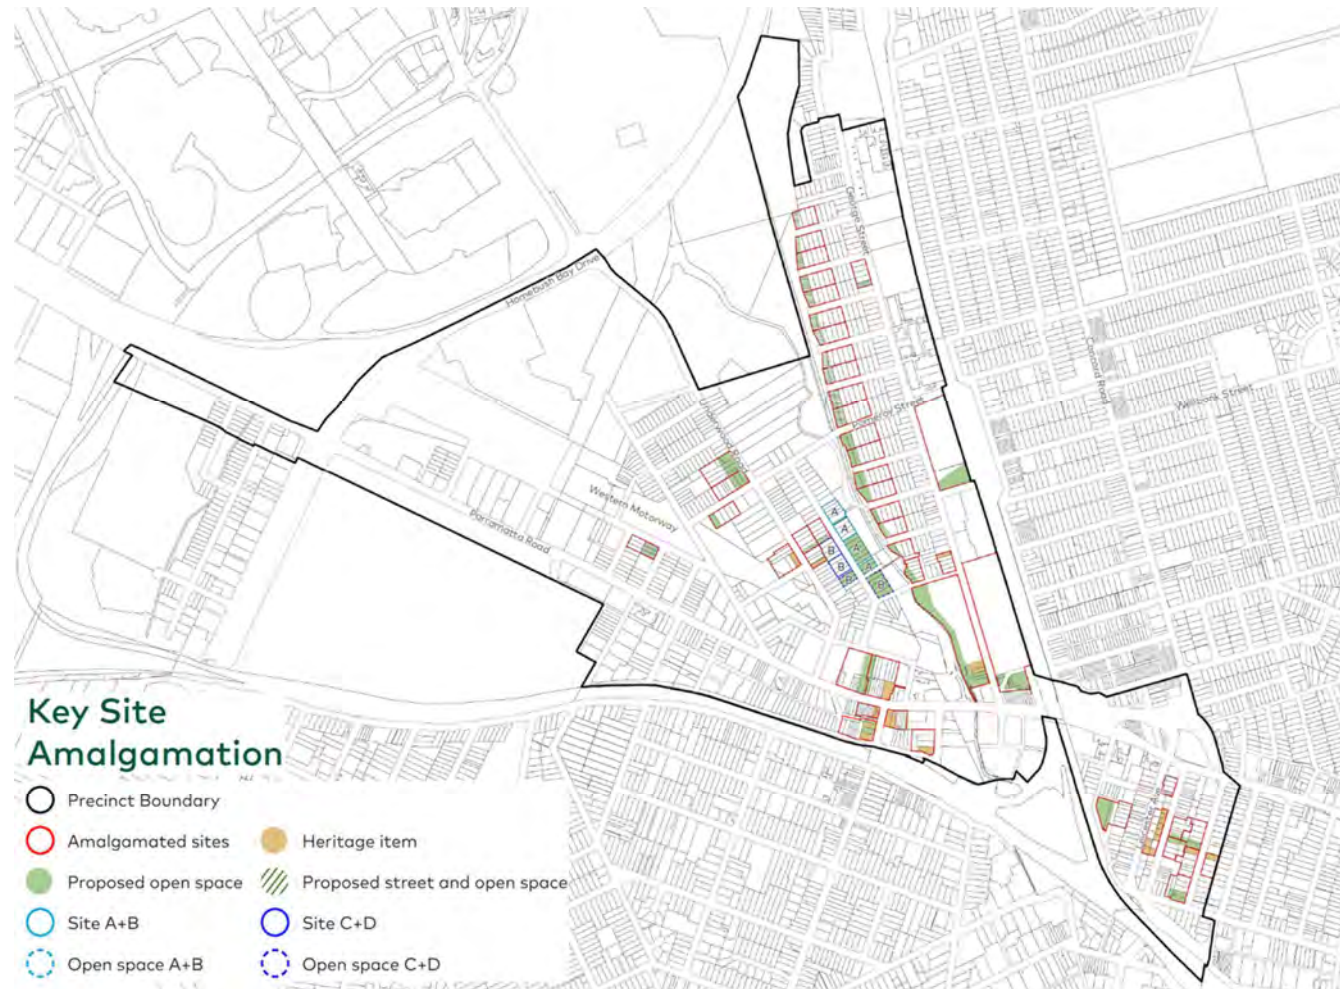 George Street
Homebush Bay Drive
Concord Road
Wellbank Street
Pomeroy Street
Underwood Road
Western Motorway
Parramatta Road
A
A
A
B
B
B
B
Key Site
Amalgamation
Precinct Boundary
Amalgamated sites
Heritage item
Proposed open space
Proposed street and open space
Site A+B
Site C+D
Open space A+B
Open space C+D